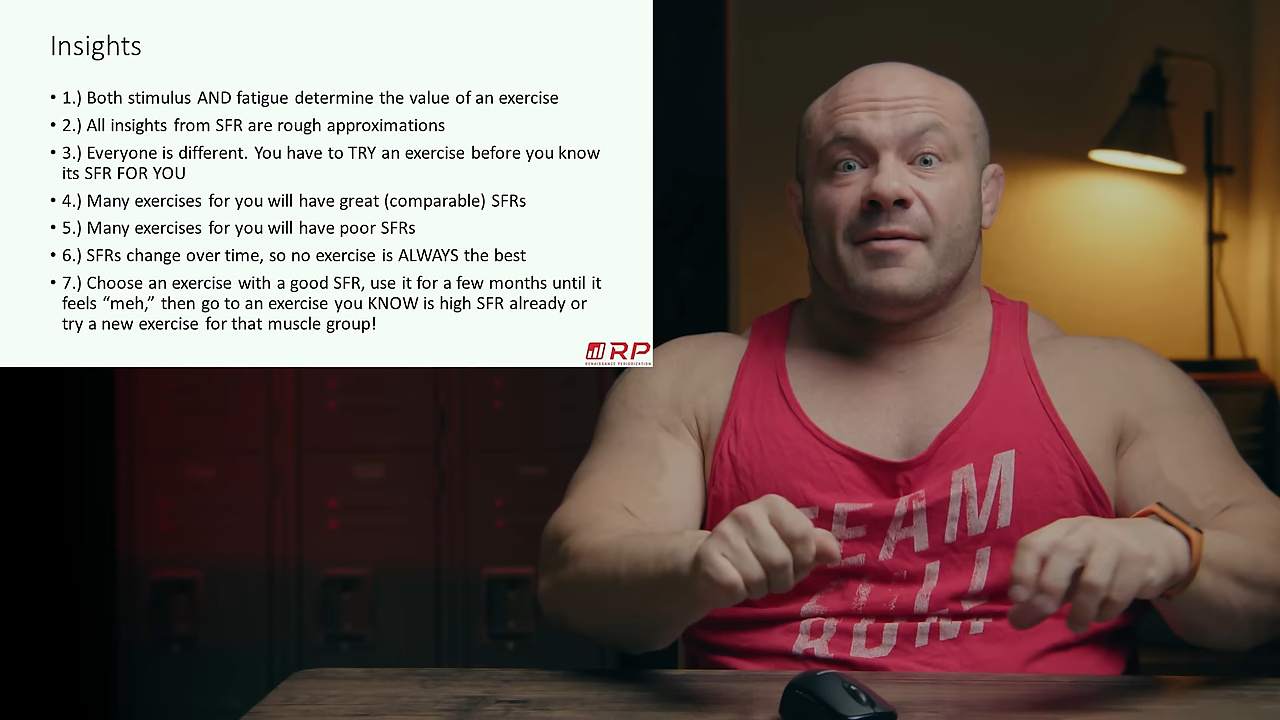 Insights
• 1.) Both stimulus AND fatigue determine the value of an exercise
• 2.) All insights from SFR are rough approximations
• 3.) Everyone is different. You have to TRY an exercise before you know
its SFR FOR YOU
• 4.) Many exercises for you will have great (comparable) SFRs
• 5.) Many exercises for you will have poor SFRs
• 6.) SFRs change over time, so no exercise is ALWAYS the best
• 7.) Choose an exercise with a good SFR, use it for a few months until it
feels “meh,” then go to an exercise you KNOW is high SFR already or
try a new exercise for that muscle group!
RP
RENAISSANCE PERIODIZATION
TEAM
FULL
ROM